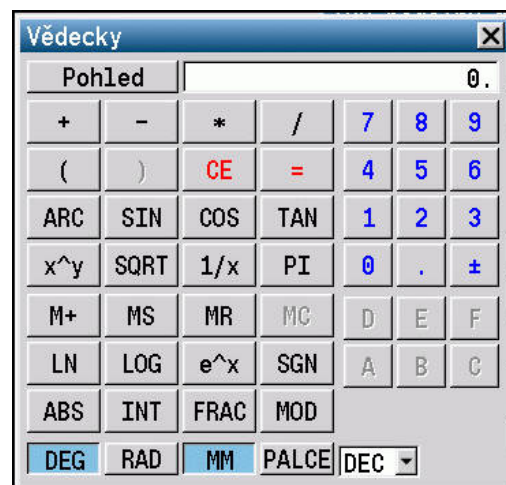 Vědecky
Pohled 0.
+ - * / 7 8 9
( ) CE = 4 5 6
ARC SIN COS TAN 1 2 3
x^y SQRT 1/x PI 0 . ±
M+ MS MR MC D E F
LN LOG e^x SGN A B C
ABS INT FRAC MOD
DEG RAD MM PALCE DEC